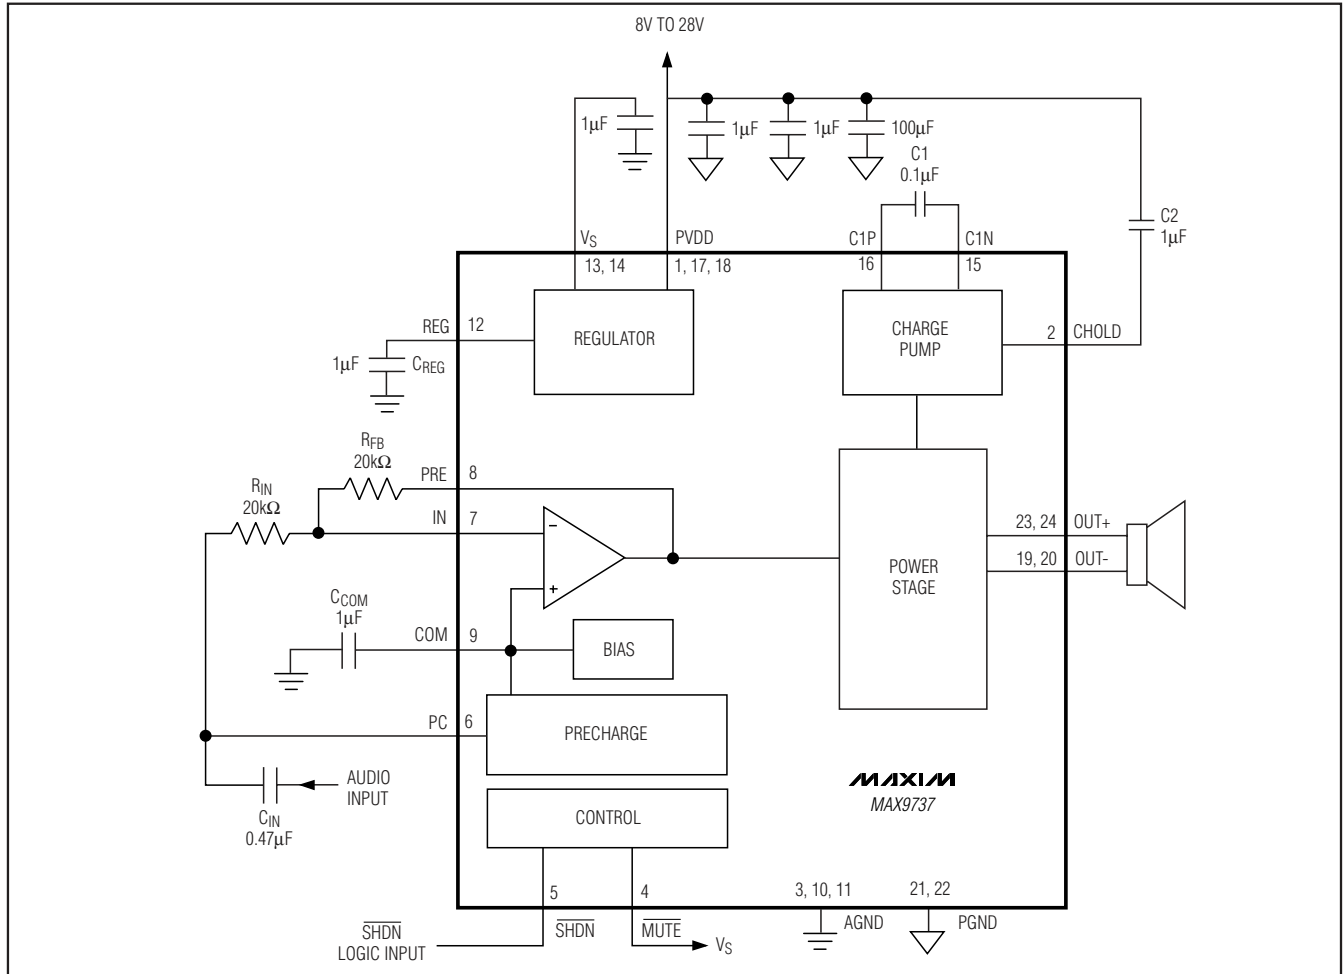 8V TO 28V
1µF
1µF
1µF
100µF
C1
0.1µF
C2
1µF
VS
PVDD
C1P
C1N
13, 14
1, 17, 18
16
15
REG
12
REGULATOR
CHARGE
PUMP
2
CHOLD
1µF
CREG
RFB
20kΩ
PRE
8
RIN
20kΩ
IN
7
−
+
23, 24
OUT+
19, 20
OUT-
POWER
STAGE
CCOM
1µF
COM
9
BIAS
PC
6
PRECHARGE
AUDIO
INPUT
CIN
0.47µF
CONTROL
MAXIM
MAX9737
5
4
3, 10, 11
21, 22
SHDN
LOGIC INPUT
SHDN
MUTE
VS
AGND
PGND